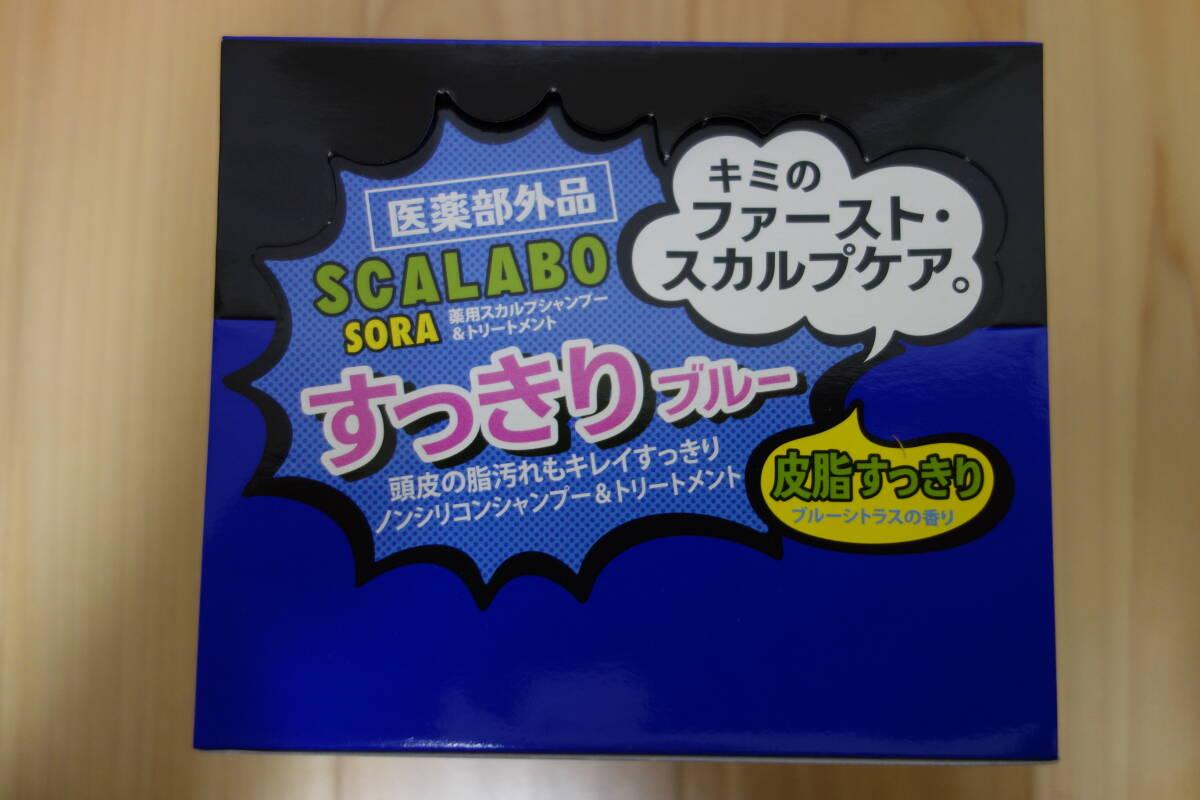 医薬部外品
SCALABO
SORA
薬用スカルプシャンプー
&トリートメント
すっきりブルー
頭皮の脂汚れもキレイすっきり
ノンシリコンシャンプー&トリートメント
キミの
ファースト・
スカルプケア。
皮脂すっきり
ブルーシトラスの香り